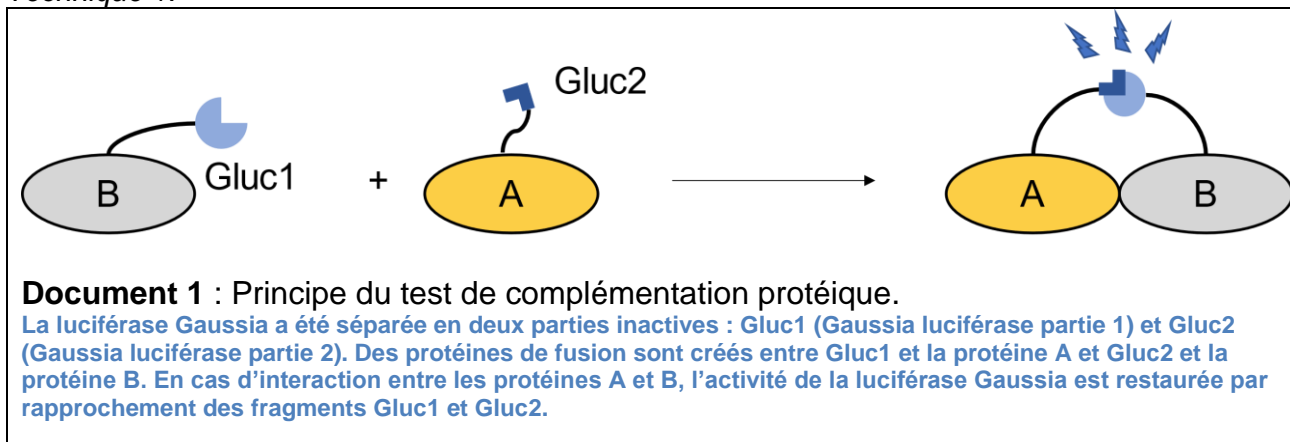 Technique 1:
Gluc2
Gluc1
B
+
A
A
B
Document 1 : Principe du test de complémentation protéique.
La luciférase Gaussia a été séparée en deux parties inactives : Gluc1 (Gaussia luciférase partie 1) et Gluc2
(Gaussia luciférase partie 2). Des protéines de fusion sont créés entre Gluc1 et la protéine A et Gluc2 et la
protéine B. En cas d’interaction entre les protéines A et B, l’activité de la luciférase Gaussia est restaurée par
rapprochement des fragments Gluc1 et Gluc2.